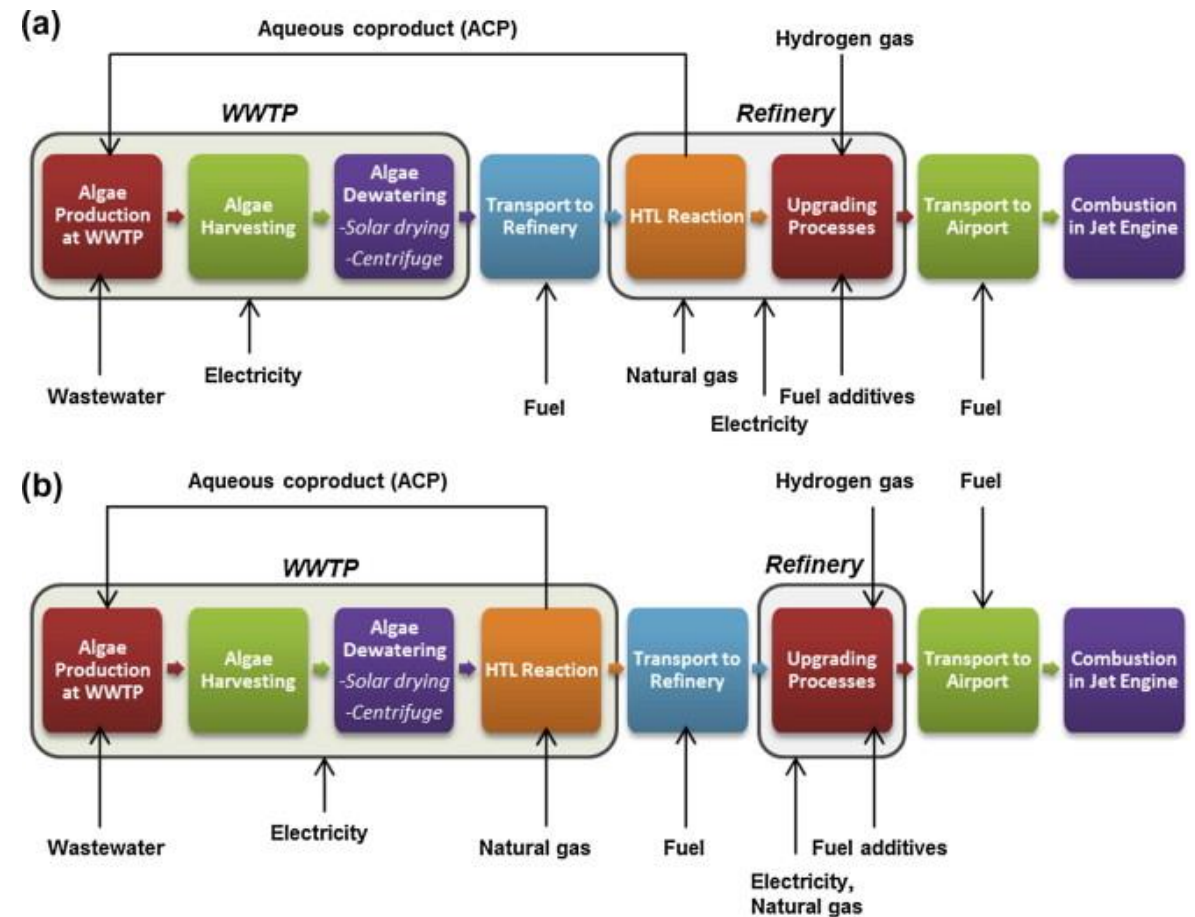 (a)
Aqueous coproduct (ACP)
Hydrogen gas
WWTP
Refinery
Algae
Production
at WWTP
Algae
Harvesting
Algae
Dewatering
-Solar drying
-Centrifuge
Transport to
Refinery
HTL Reaction
Upgrading
Processes
Transport to
Airport
Combustion
in Jet Engine
Wastewater
Electricity
Fuel
Natural gas
Electricity
Fuel additives
Fuel
(b)
Aqueous coproduct (ACP)
Hydrogen gas
Fuel
WWTP
Refinery
Algae
Production
at WWTP
Algae
Harvesting
Algae
Dewatering
-Solar drying
-Centrifuge
HTL Reaction
Transport to
Refinery
Upgrading
Processes
Transport to
Airport
Combustion
in Jet Engine
Wastewater
Electricity
Natural gas
Fuel
Fuel additives
Electricity,
Natural gas